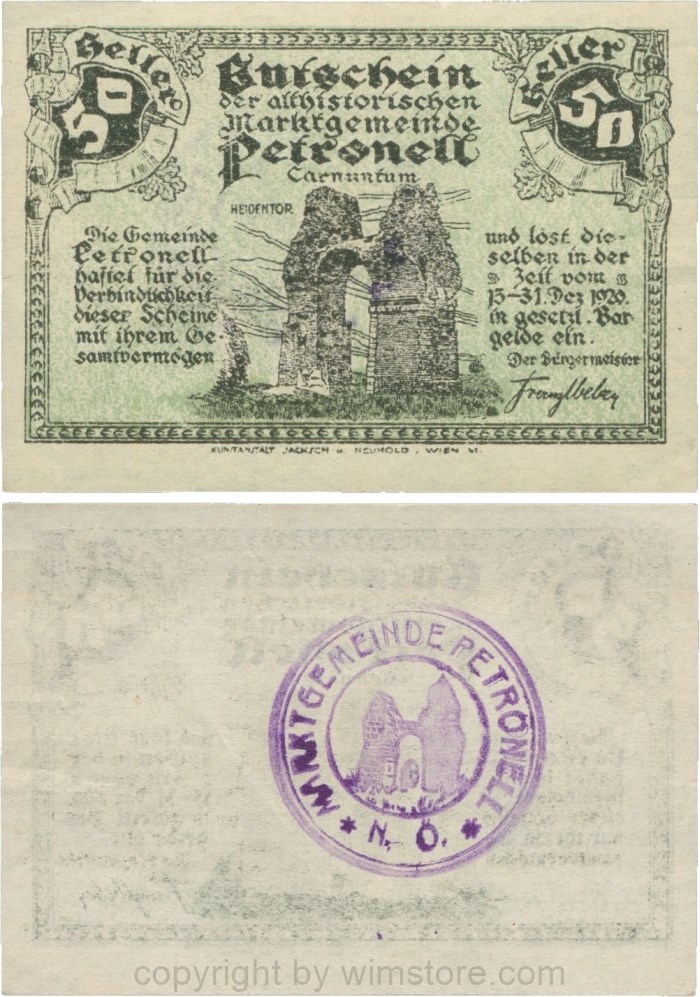 Heller
50
Heller
50
Gutschein
der althistorischen
Marktgemeinde
Petronell
Carnuntum
HEIDENTOR.
Die Gemeinde
Petronell
haftet für die
Verbindlichkeit
dieser Scheine
mit ihrem Ge-
samtvermögen
und löst die-
selben in der
Zeit vom
15-31. Dez 1920.
in gesetzl. Bar-
gelde ein.
Der Bürgermeister
KUNSTANSTALT JACKSCH u. NEUHOLD, WIEN VI.
MARKTGEMEINDE PETRONELL
* N. Ö. *
copyright by wimstore.com